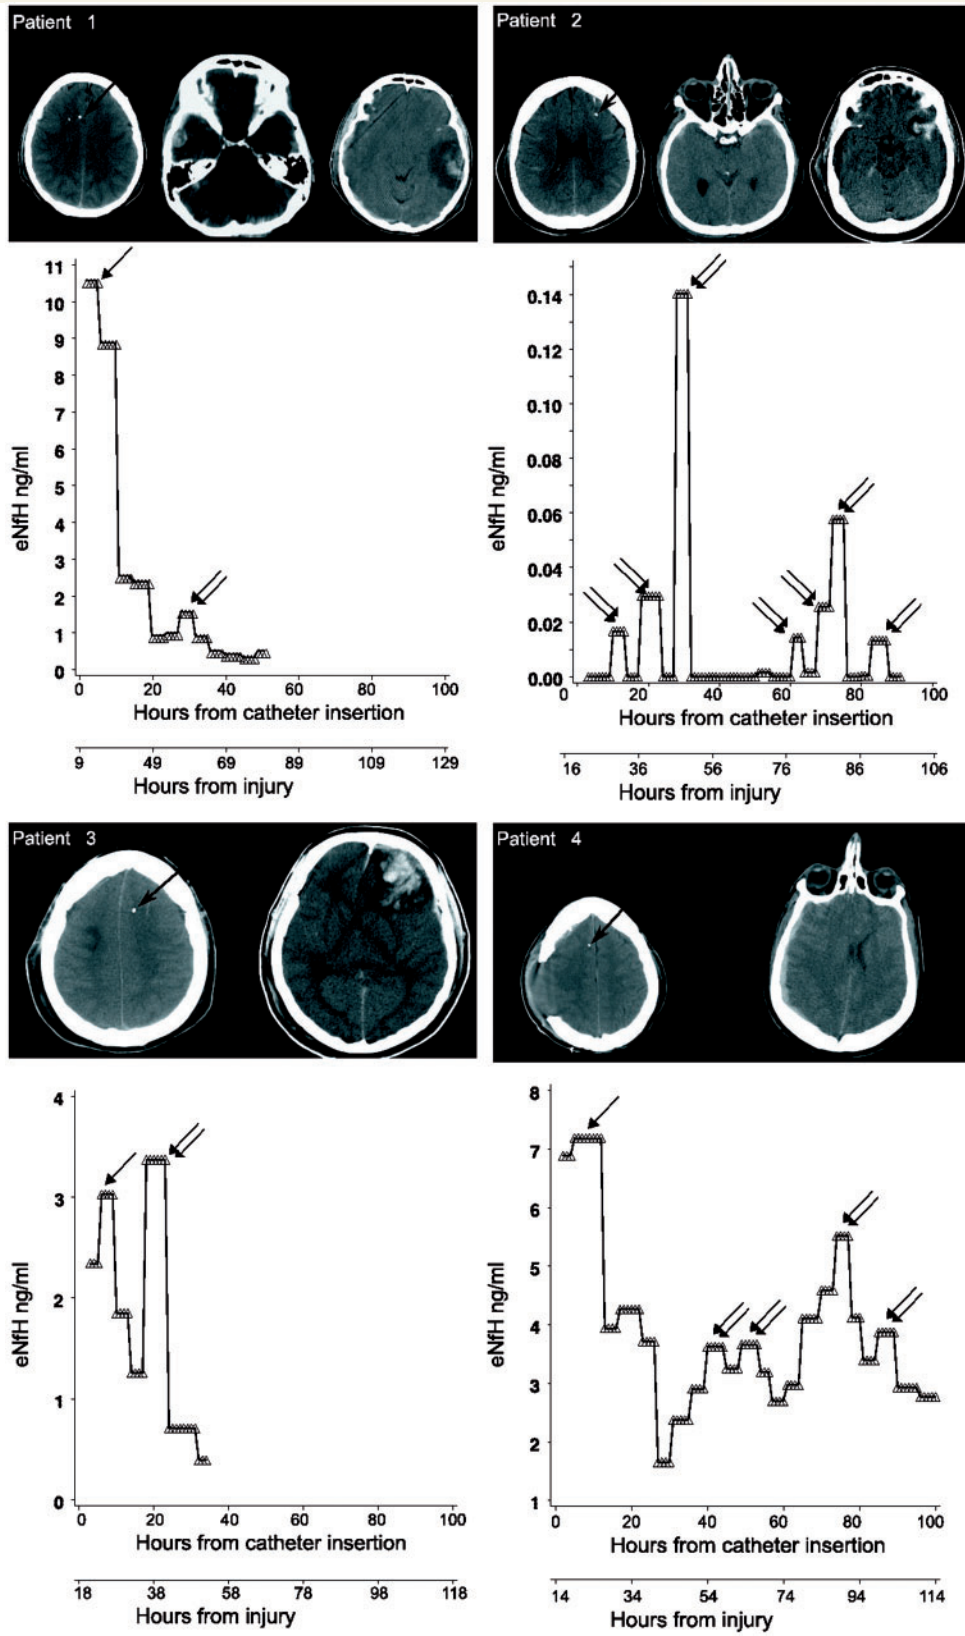 Patient 1
Patient 2
eNfH ng/ml
11
10
9
8
7
6
5
4
3
2
1
0
0 20 40 60 80 100
Hours from catheter insertion
9 49 69 89 109 129
Hours from injury
eNfH ng/ml
0.14
0.12
0.10
0.08
0.06
0.04
0.02
0.00
0 20 40 60 80 100
Hours from catheter insertion
16 36 56 76 86 106
Hours from injury
Patient 3
Patient 4
eNfH ng/ml
4
3
2
1
0
0 20 40 60 80 100
Hours from catheter insertion
18 38 58 78 98 118
Hours from injury
eNfH ng/ml
8
7
6
5
4
3
2
1
0 20 40 60 80 100
Hours from catheter insertion
14 34 54 74 94 114
Hours from injury